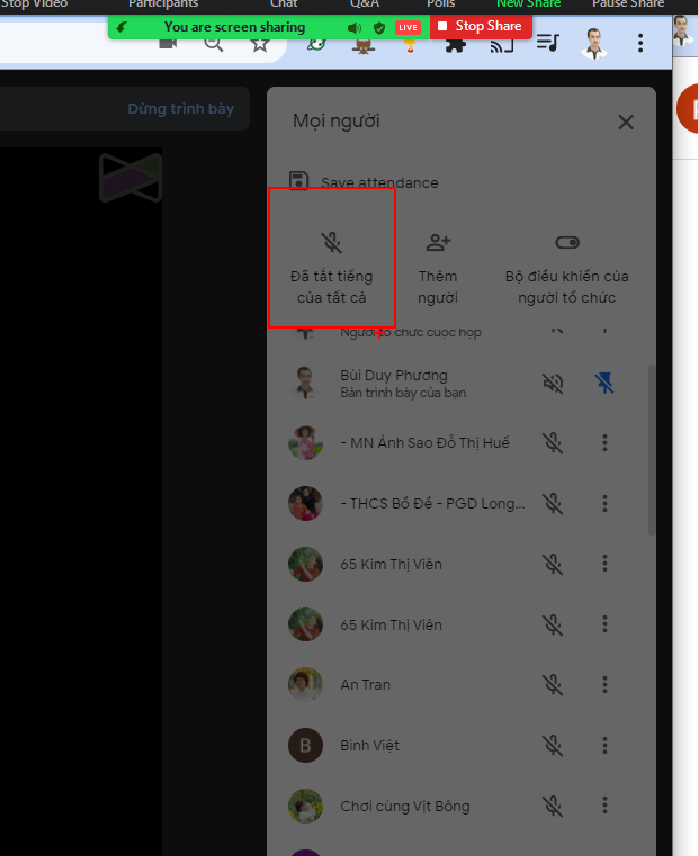 Stop Video Participants Chat Q&A Polls New Share Pause Share
You are screen sharing LIVE Stop Share
Dừng trình bày
Mọi người
Save attendance
Đã tắt tiếng
của tất cả
Thêm
người
Bộ điều khiển của
người tổ chức
Người tổ chức cuộc họp
Bùi Duy Phương
Bản trình bày của bạn
- MN Ánh Sao Đỗ Thị Huế
- THCS Bồ Đề - PGD Long...
65 Kim Thị Viên
65 Kim Thị Viên
An Tran
B Bình Việt
Chơi cùng Vịt Bông